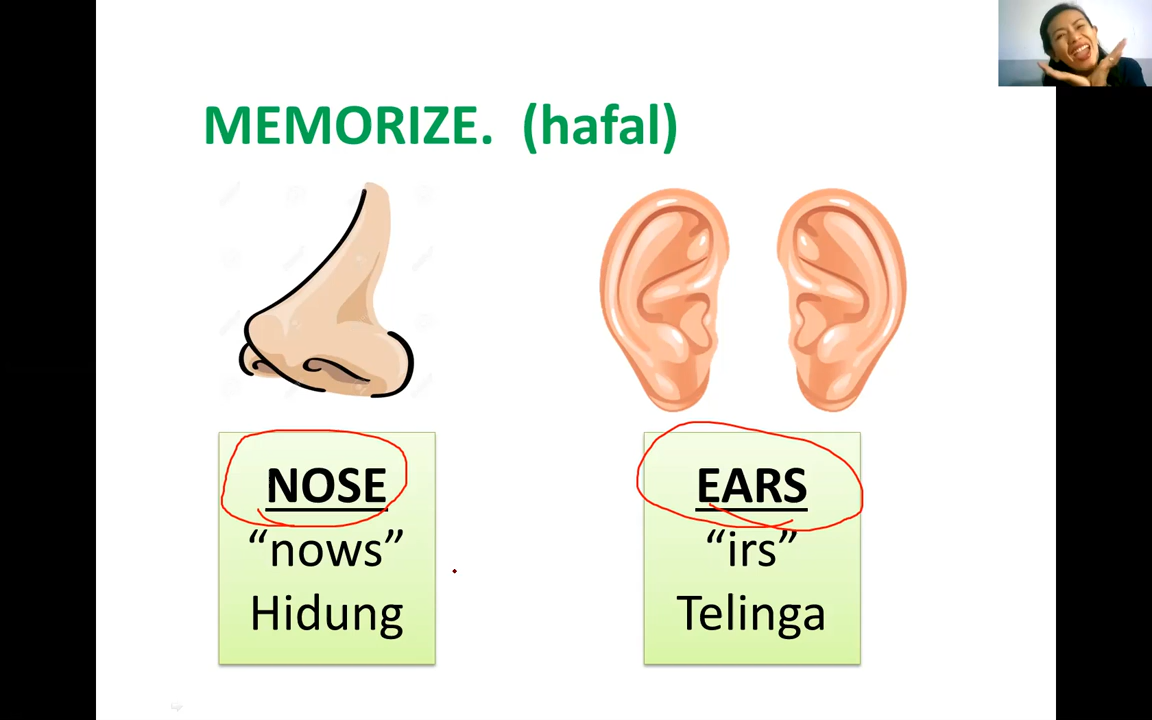 MEMORIZE. (hafal)
NOSE
“nows”
Hidung
EARS
“irs”
Telinga